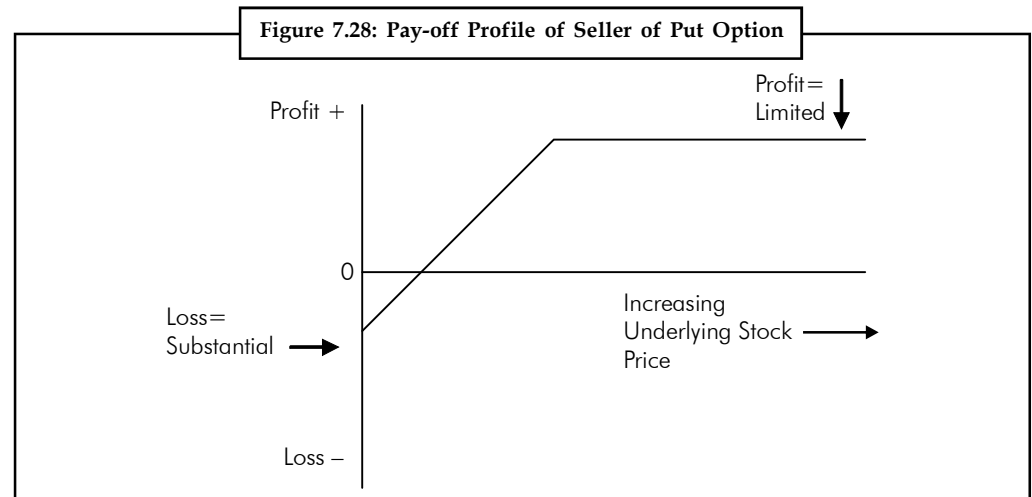 Figure 7.28: Pay-off Profile of Seller of Put Option
Profit +
Profit=
Limited
0
Loss=
Substantial
Increasing
Underlying Stock
Price
Loss –